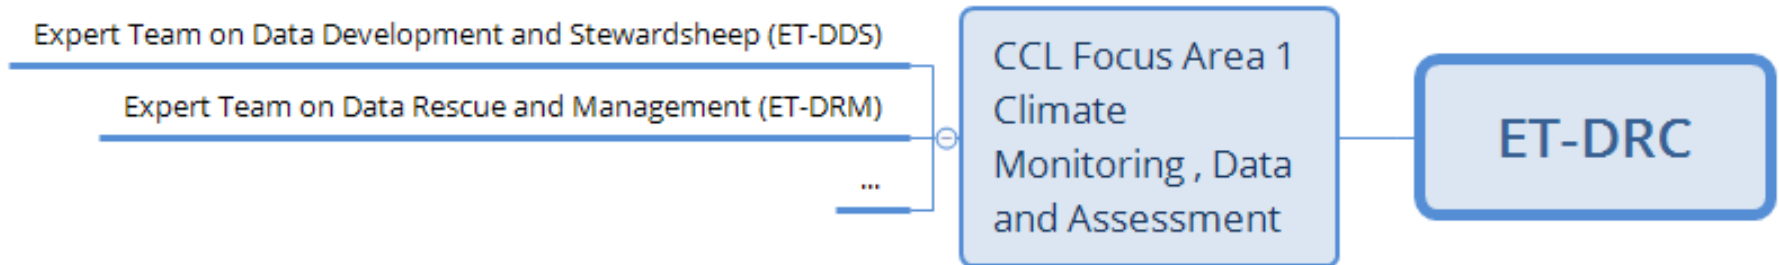 Expert Team on Data Development and Stewardsheep (ET-DDS)
Expert Team on Data Rescue and Management (ET-DRM)
...
CCL Focus Area 1
Climate
Monitoring , Data
and Assessment
ET-DRC